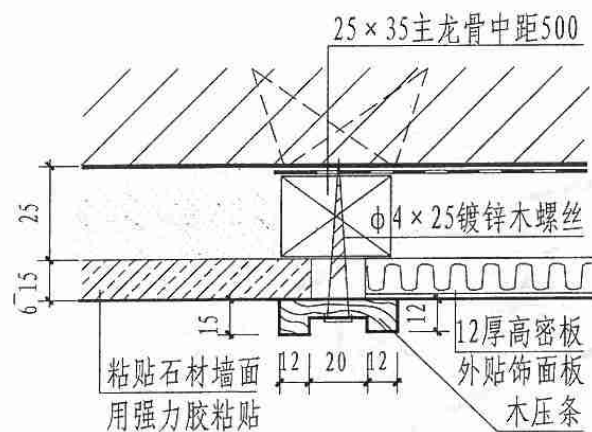 25×35主龙骨中距500
25
ф4×25镀锌木螺丝
6~15
15
12
12 20 12
粘贴石材墙面
用强力胶粘贴
12厚高密板
外贴饰面板
木压条